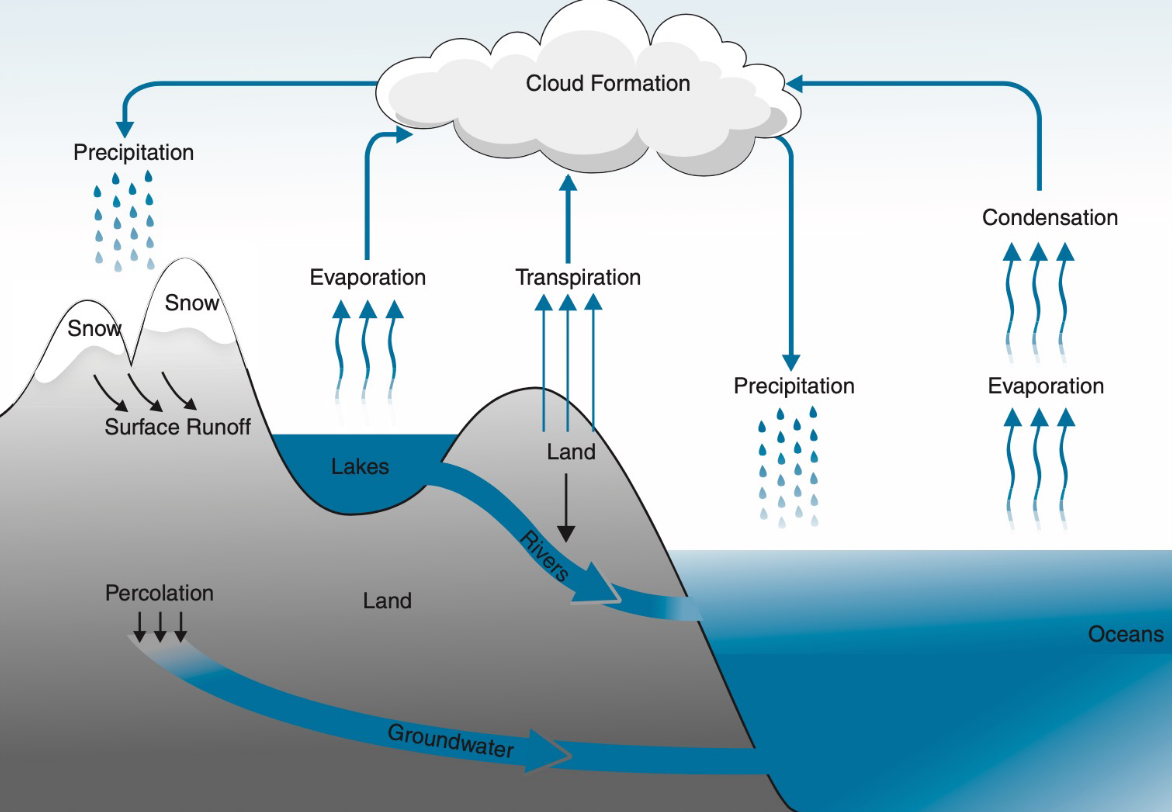 Cloud Formation
Precipitation
Condensation
Evaporation
Transpiration
Snow
Snow
Precipitation
Evaporation
Surface Runoff
Land
Lakes
Rivers
Percolation
Land
Oceans
Groundwater